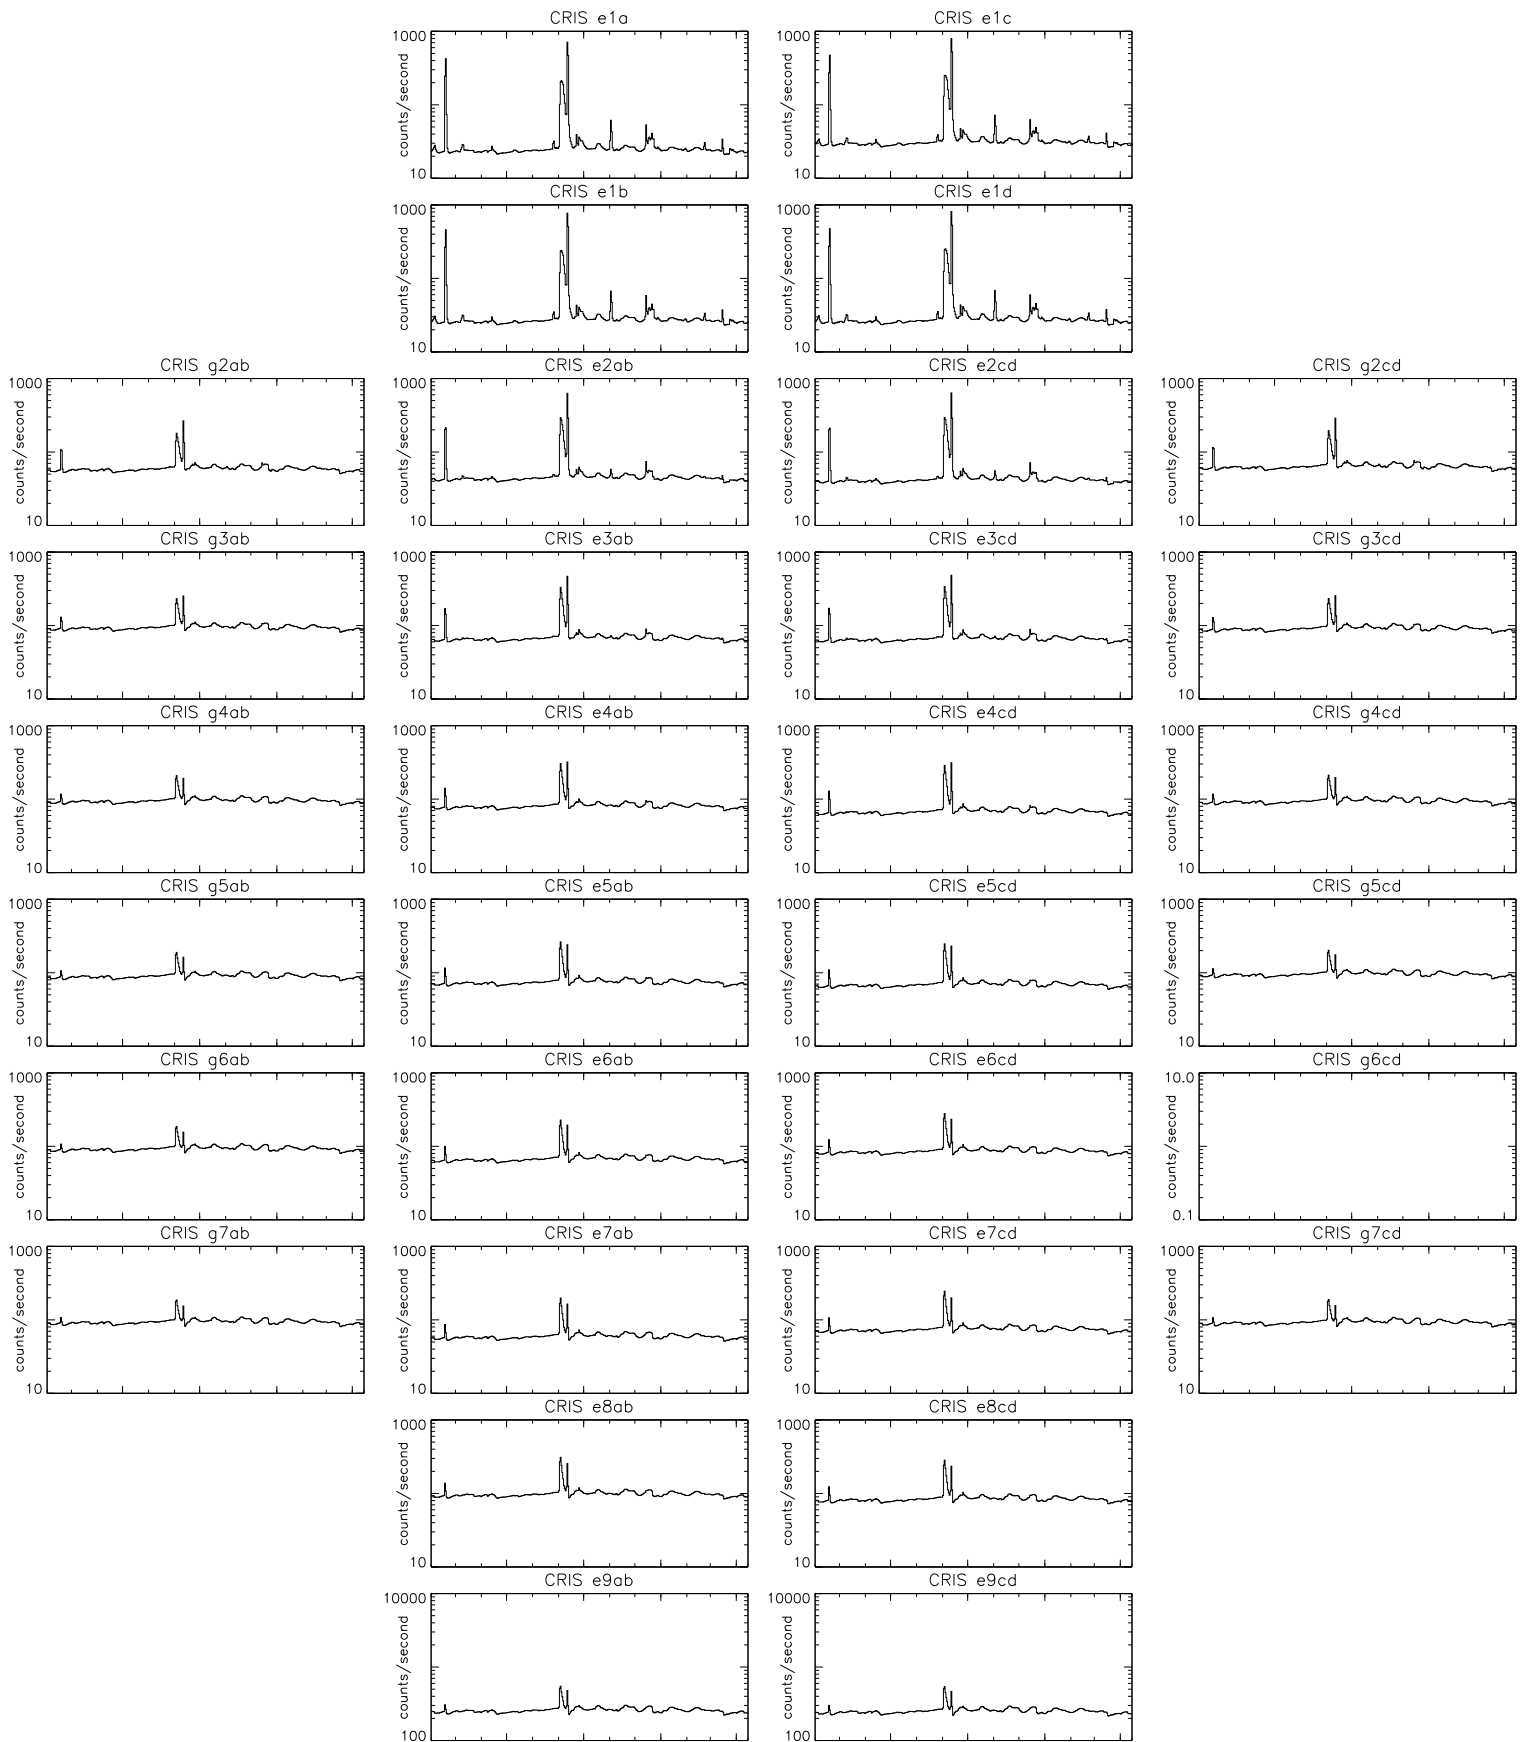 CRIS e1a
CRIS e1c
1000
counts/second
10
1000
counts/second
10
CRIS e1b
CRIS e1d
1000
counts/second
10
1000
counts/second
10
CRIS g2ab
CRIS e2ab
CRIS e2cd
CRIS g2cd
1000
counts/second
10
1000
counts/second
10
1000
counts/second
10
1000
counts/second
10
CRIS g3ab
CRIS e3ab
CRIS e3cd
CRIS g3cd
1000
counts/second
10
1000
counts/second
10
1000
counts/second
10
1000
counts/second
10
CRIS g4ab
CRIS e4ab
CRIS e4cd
CRIS g4cd
1000
counts/second
10
1000
counts/second
10
1000
counts/second
10
1000
counts/second
10
CRIS g5ab
CRIS e5ab
CRIS e5cd
CRIS g5cd
1000
counts/second
10
1000
counts/second
10
1000
counts/second
10
1000
counts/second
10
CRIS g6ab
CRIS e6ab
CRIS e6cd
CRIS g6cd
1000
counts/second
10
1000
counts/second
10
1000
counts/second
10
10.0
counts/second
0.1
CRIS g7ab
CRIS e7ab
CRIS e7cd
CRIS g7cd
1000
counts/second
10
1000
counts/second
10
1000
counts/second
10
1000
counts/second
10
CRIS e8ab
CRIS e8cd
1000
counts/second
10
1000
counts/second
10
CRIS e9ab
CRIS e9cd
10000
counts/second
100
10000
counts/second
100